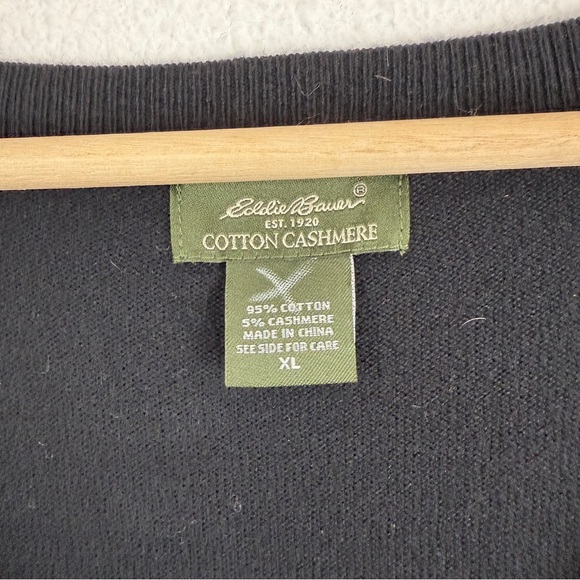 Eddie Bauer®
EST. 1920
COTTON CASHMERE
95% COTTON
5% CASHMERE
MADE IN CHINA
SEE SIDE FOR CARE
XL